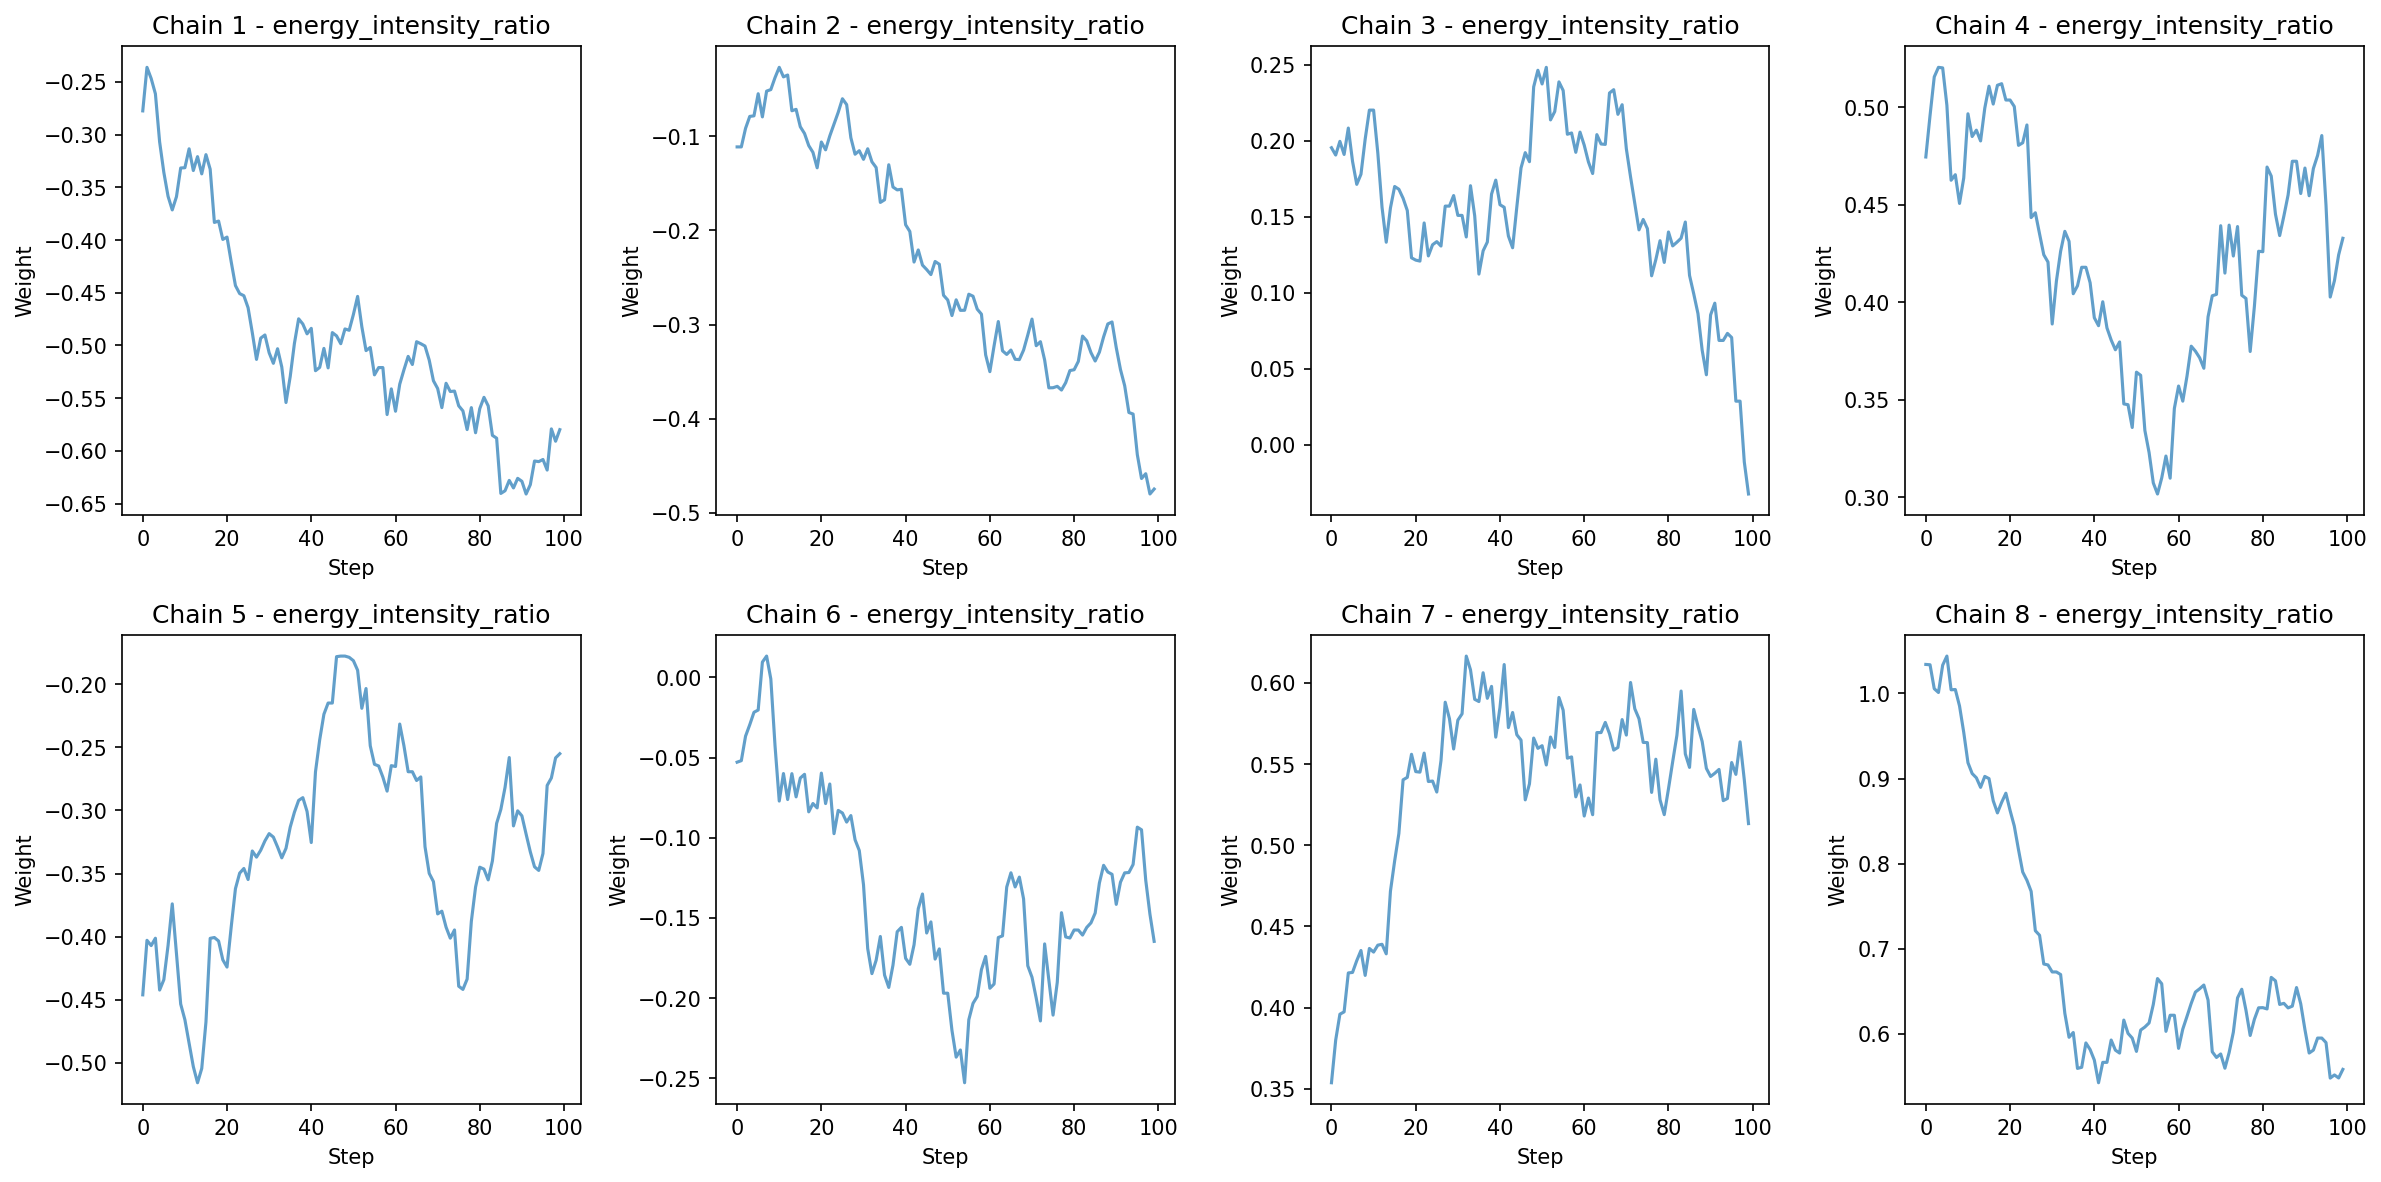 Chain 1 - energy_intensity_ratio
Weight
−0.25
−0.30
−0.35
−0.40
−0.45
−0.50
−0.55
−0.60
−0.65
0 20 40 60 80 100
Step
Chain 2 - energy_intensity_ratio
Weight
−0.1
−0.2
−0.3
−0.4
−0.5
0 20 40 60 80 100
Step
Chain 3 - energy_intensity_ratio
Weight
0.25
0.20
0.15
0.10
0.05
0.00
0 20 40 60 80 100
Step
Chain 4 - energy_intensity_ratio
Weight
0.50
0.45
0.40
0.35
0.30
0 20 40 60 80 100
Step
Chain 5 - energy_intensity_ratio
Weight
−0.20
−0.25
−0.30
−0.35
−0.40
−0.45
−0.50
0 20 40 60 80 100
Step
Chain 6 - energy_intensity_ratio
Weight
0.00
−0.05
−0.10
−0.15
−0.20
−0.25
0 20 40 60 80 100
Step
Chain 7 - energy_intensity_ratio
Weight
0.60
0.55
0.50
0.45
0.40
0.35
0 20 40 60 80 100
Step
Chain 8 - energy_intensity_ratio
Weight
1.0
0.9
0.8
0.7
0.6
0 20 40 60 80 100
Step